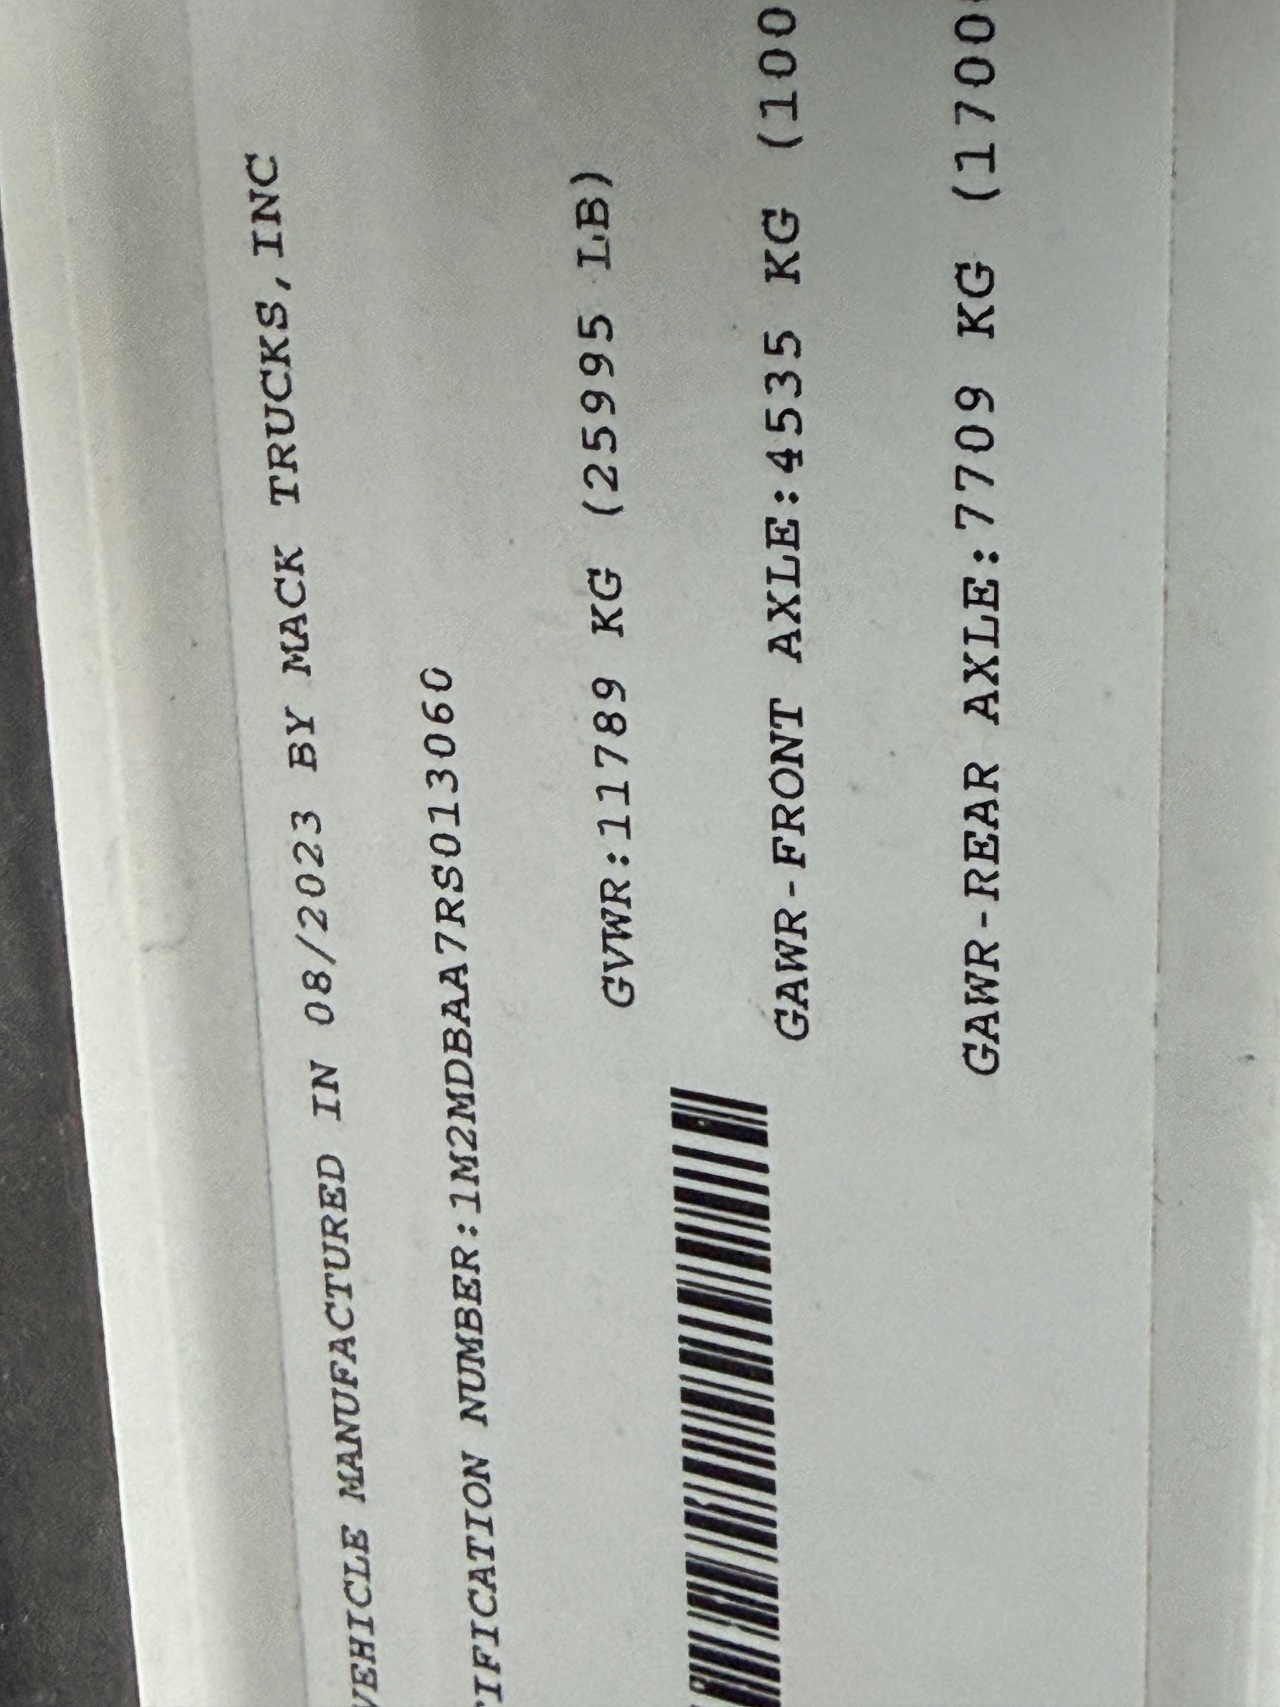 VEHICLE MANUFACTURED IN 08/2023 BY MACK TRUCKS,INC
IFICATION NUMBER:1M2MDBAA7RS013060
GVWR:11789 KG (25995 LB)
GAWR-FRONT AXLE:4535 KG (100
GAWR-REAR AXLE:7709 KG (1700